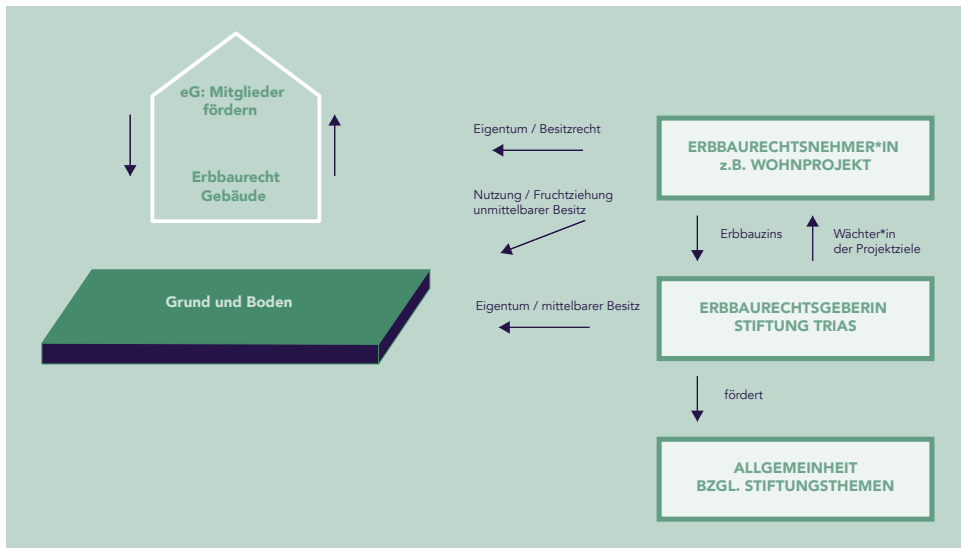 eG: Mitglieder
fördern
Erbbaurecht
Gebäude
Grund und Boden
Eigentum / Besitzrecht
Nutzung / Fruchtziehung
unmittelbarer Besitz
Eigentum / mittelbarer Besitz
ERBBAURECHTSNEHMER*IN
z.B. WOHNPROJEKT
Erbbauzins
Wächter*in
der Projektziele
ERBBAURECHTSGEBERIN
STIFTUNG TRIAS
fördert
ALLGEMEINHEIT
BZGL. STIFTUNGSTHEMEN